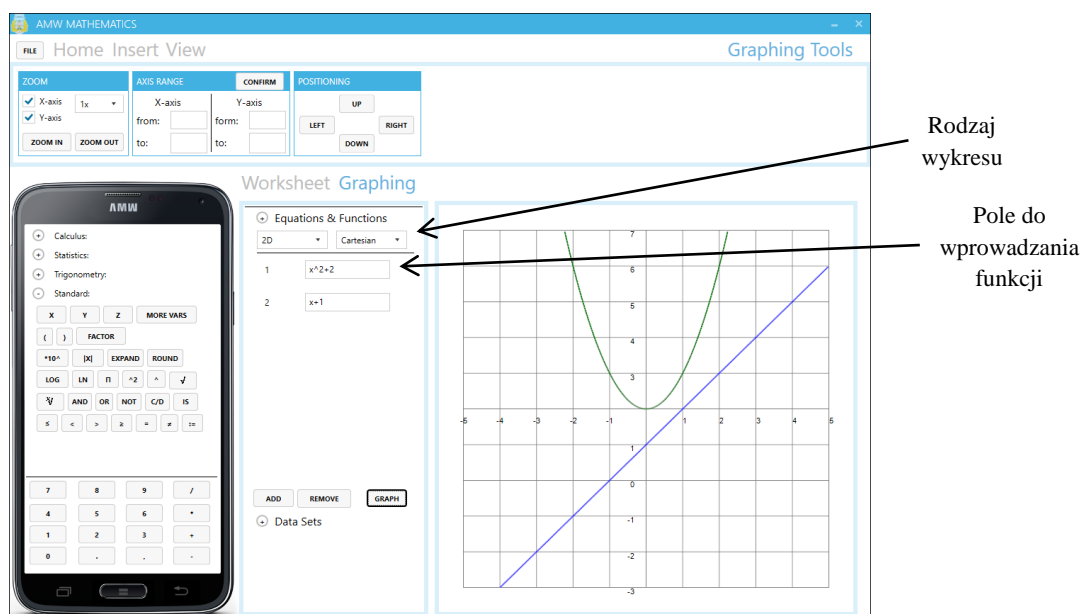 AMW MATHEMATICS
FILE Home Insert View Graphing Tools
ZOOM AXIS RANGE CONFIRM POSITIONING
X-axis 1x X-axis Y-axis UP
Y-axis from: form: LEFT RIGHT
ZOOM IN ZOOM OUT to: to: DOWN
Rodzaj
wykresu
Pole do
wprowadzania
funkcji
Worksheet Graphing
AMW
Calculus:
Statistics:
Trigonometry:
Standard:
X Y Z MORE VARS
( ) FACTOR
*10^ |X| EXPAND ROUND
LOG LN Π ^2 ^ √
ˣ√ AND OR NOT C/D IS
≤ < > ≥ = ≠ :=
7 8 9 /
4 5 6 *
1 2 3 +
0 . , -
Equations & Functions
2D Cartesian
1 x^2+2
2 x+1
ADD REMOVE GRAPH
Data Sets
7
6
5
4
3
-5 -4 -3 -2 -1 1 2 3 4 5
1
0
-1
-2
-3